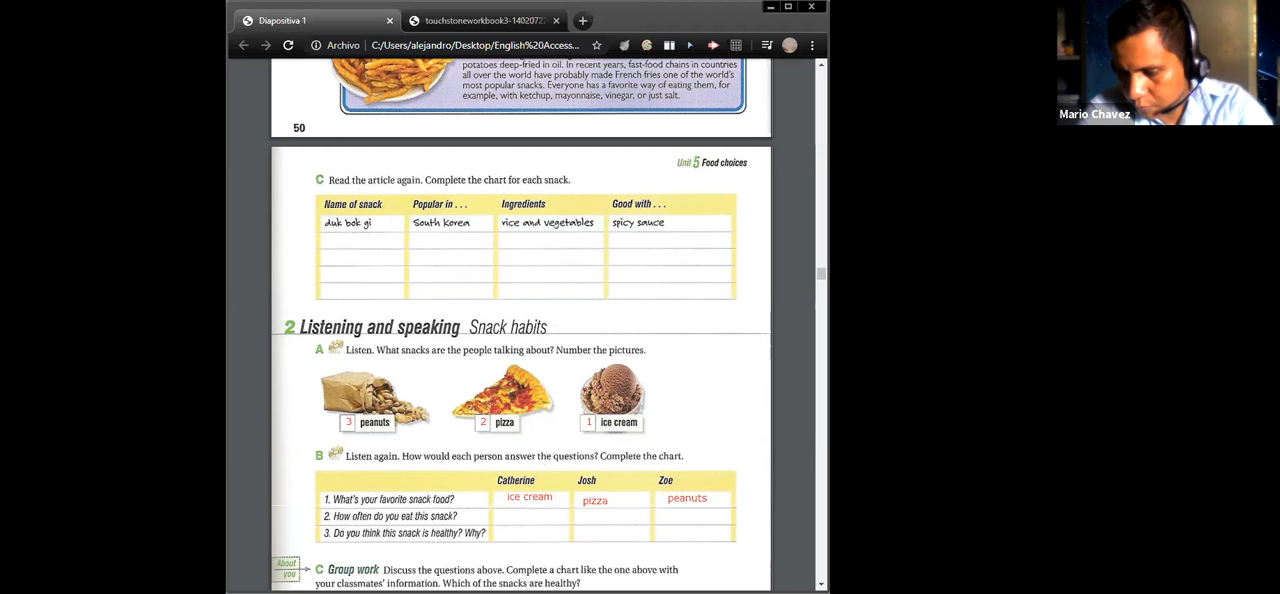 Diapositiva 1
touchstoneworkbook3-1402072
Archivo
C:/Users/alejandro/Desktop/English%20Access...
potatoes deep-fried in oil. In recent years, fast-food chains in countries
all over the world have probably made French fries one of the world's
most popular snacks. Everyone has a favorite way of eating them, for
example, with ketchup, mayonnaise, vinegar, or just salt.
50
Mario Chavez
Unit 5 Food choices
C Read the article again. Complete the chart for each snack.
Name of snack Popular in . . . Ingredients Good with . . .
duk bok gi South Korea rice and vegetables spicy sauce
2 Listening and speaking Snack habits
A Listen. What snacks are the people talking about? Number the pictures.
3 peanuts 2 pizza 1 ice cream
B Listen again. How would each person answer the questions? Complete the chart.
Catherine Josh Zoe
1. What's your favorite snack food? ice cream pizza peanuts
2. How often do you eat this snack?
3. Do you think this snack is healthy? Why?
About
you
C Group work Discuss the questions above. Complete a chart like the one above with
your classmates' information. Which of the snacks are healthy?